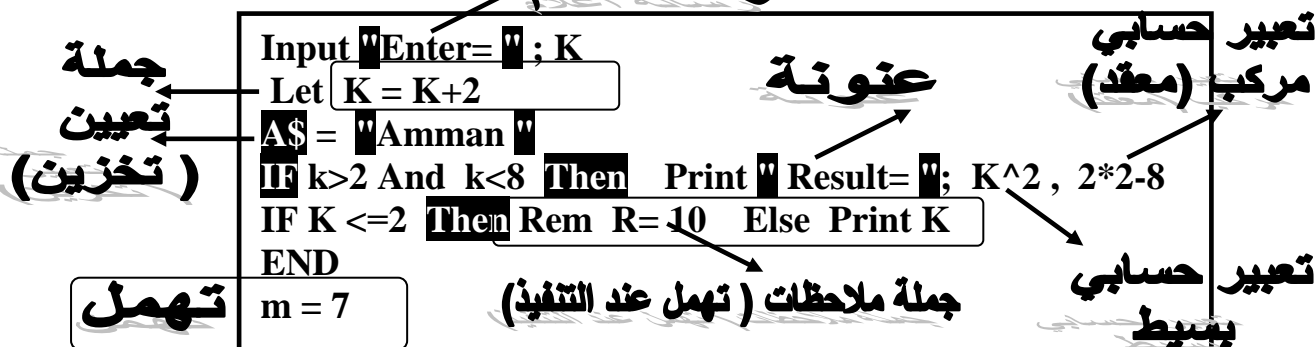 Input "Enter= " ; K
Let K = K+2
A$ = "Amman "
IF k>2 And k<8 Then Print " Result= "; K^2 , 2*2-8
IF K <=2 Then Rem R= 10 Else Print K
END
m = 7
جملة
تعيين
( تخزين)
عنونة
تعبير حسابي
مركب (معقد)
تعبير حسابي
بسيط
جملة ملاحظات ( تهمل عند التنفيذ)
تهمل